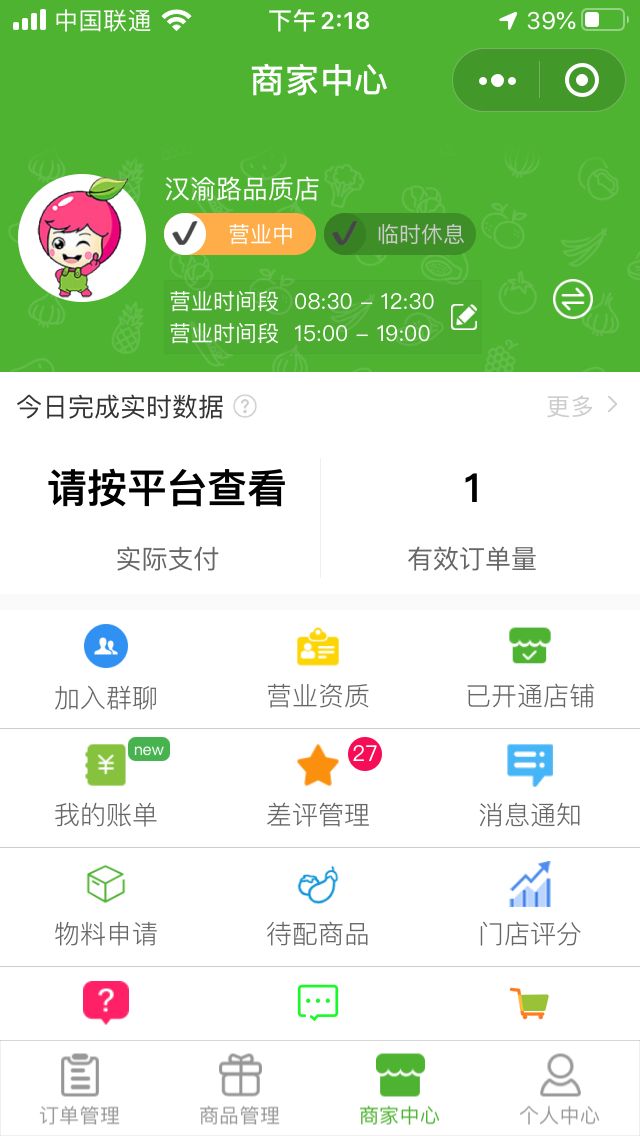 中国联通
下午2:18
39%
商家中心
汉渝路品质店
营业中
临时休息
营业时间段 08:30 – 12:30
营业时间段 15:00 – 19:00
今日完成实时数据 ?
更多
请按平台查看
1
实际支付
有效订单量
加入群聊
营业资质
已开通店铺
¥
new
27
我的账单
差评管理
消息通知
物料申请
待配商品
门店评分
?
订单管理
商品管理
商家中心
个人中心